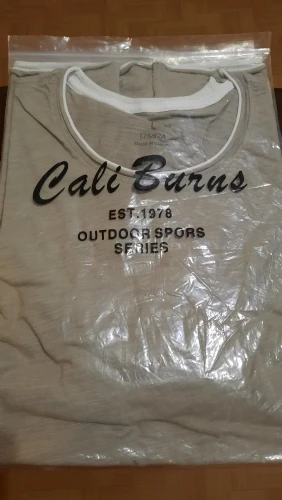 L
Cali Burns
EST.1978
OUTDOOR SPORS
SERIES